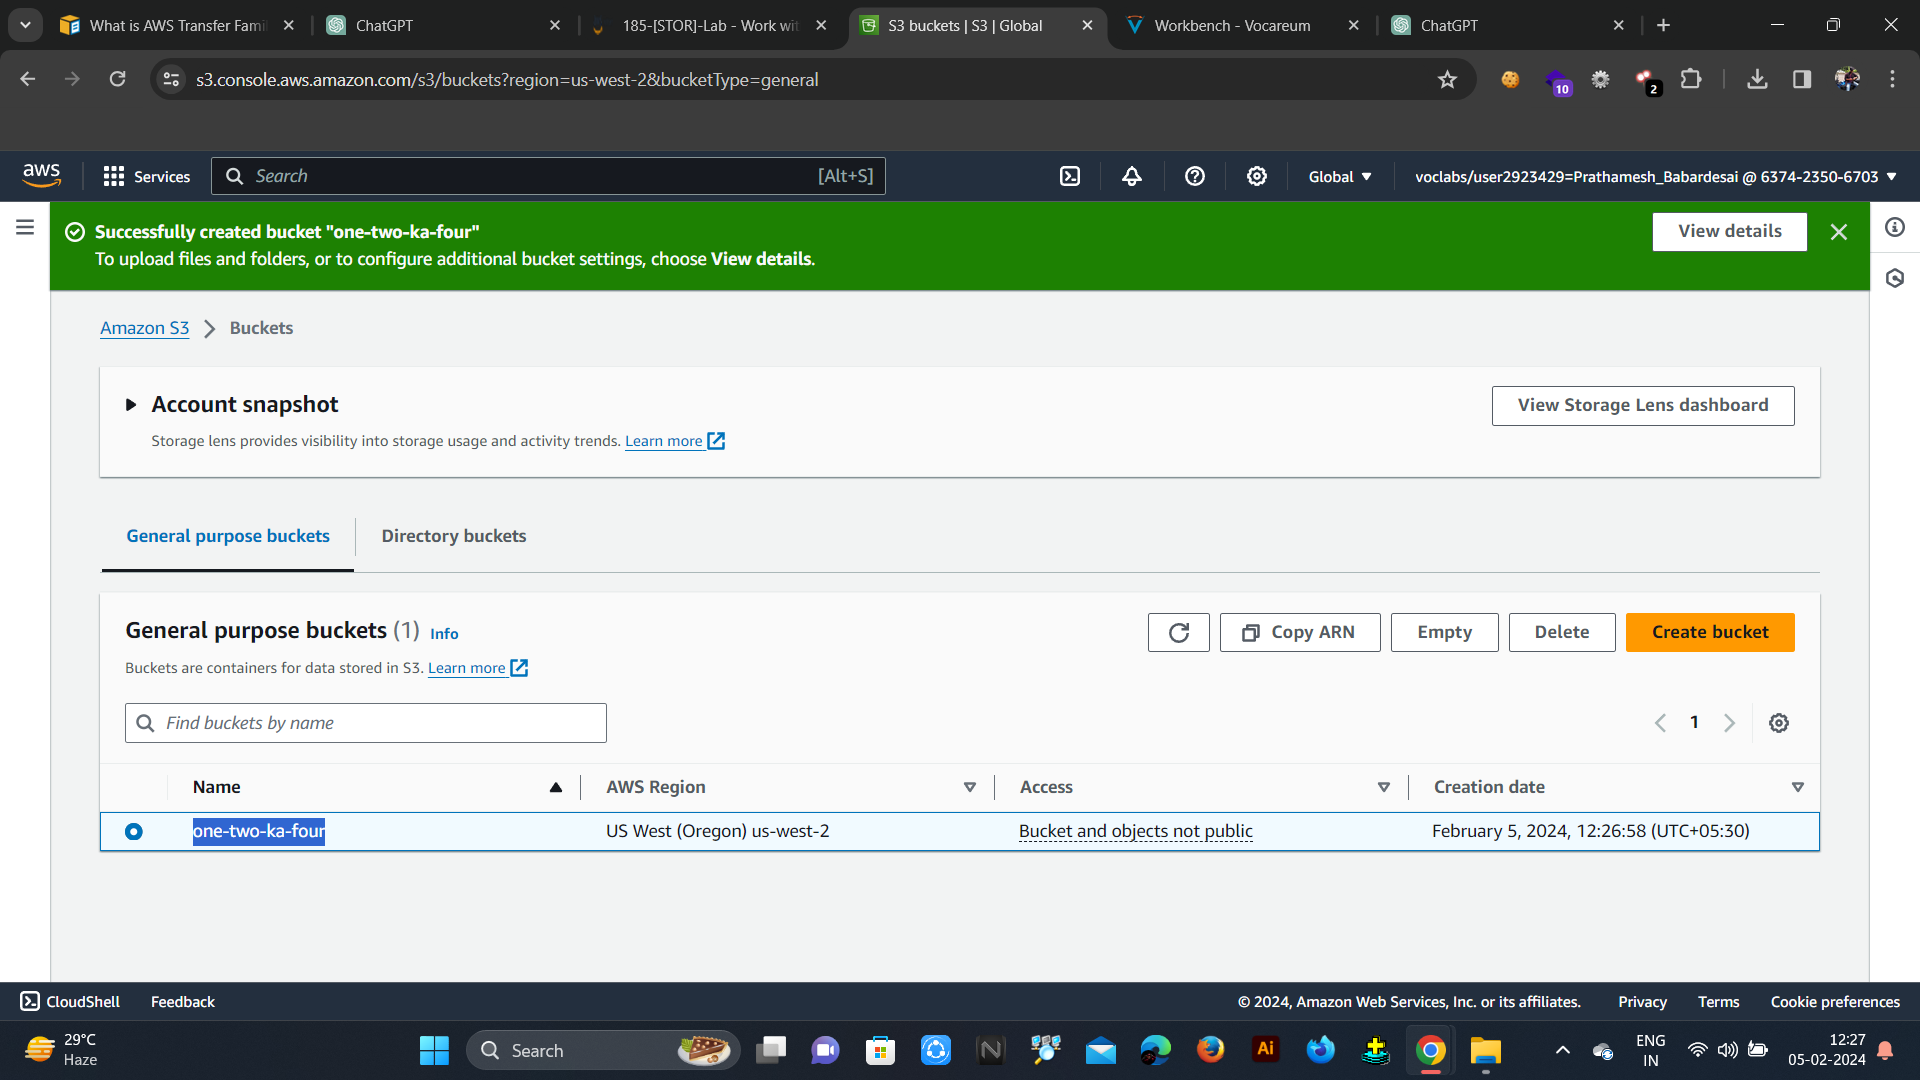 What is AWS Transfer Famil
ChatGPT
185-[STOR]-Lab - Work wit
S3 buckets | S3 | Global
Workbench - Vocareum
ChatGPT
s3.console.aws.amazon.com/s3/buckets?region=us-west-2&bucketType=general
10
2
aws
Services
Search
[Alt+S]
Global
voclabs/user2923429=Prathamesh_Babardesai @ 6374-2350-6703
Successfully created bucket "one-two-ka-four"
To upload files and folders, or to configure additional bucket settings, choose View details.
View details
Amazon S3
Buckets
Account snapshot
Storage lens provides visibility into storage usage and activity trends. Learn more
View Storage Lens dashboard
General purpose buckets
Directory buckets
General purpose buckets (1) Info
Buckets are containers for data stored in S3. Learn more
Copy ARN
Empty
Delete
Create bucket
Find buckets by name
1
Name
AWS Region
Access
Creation date
one-two-ka-four
US West (Oregon) us-west-2
Bucket and objects not public
February 5, 2024, 12:26:58 (UTC+05:30)
CloudShell
Feedback
© 2024, Amazon Web Services, Inc. or its affiliates.
Privacy
Terms
Cookie preferences
29°C
Haze
Search
N
Ai
ENG
IN
12:27
05-02-2024